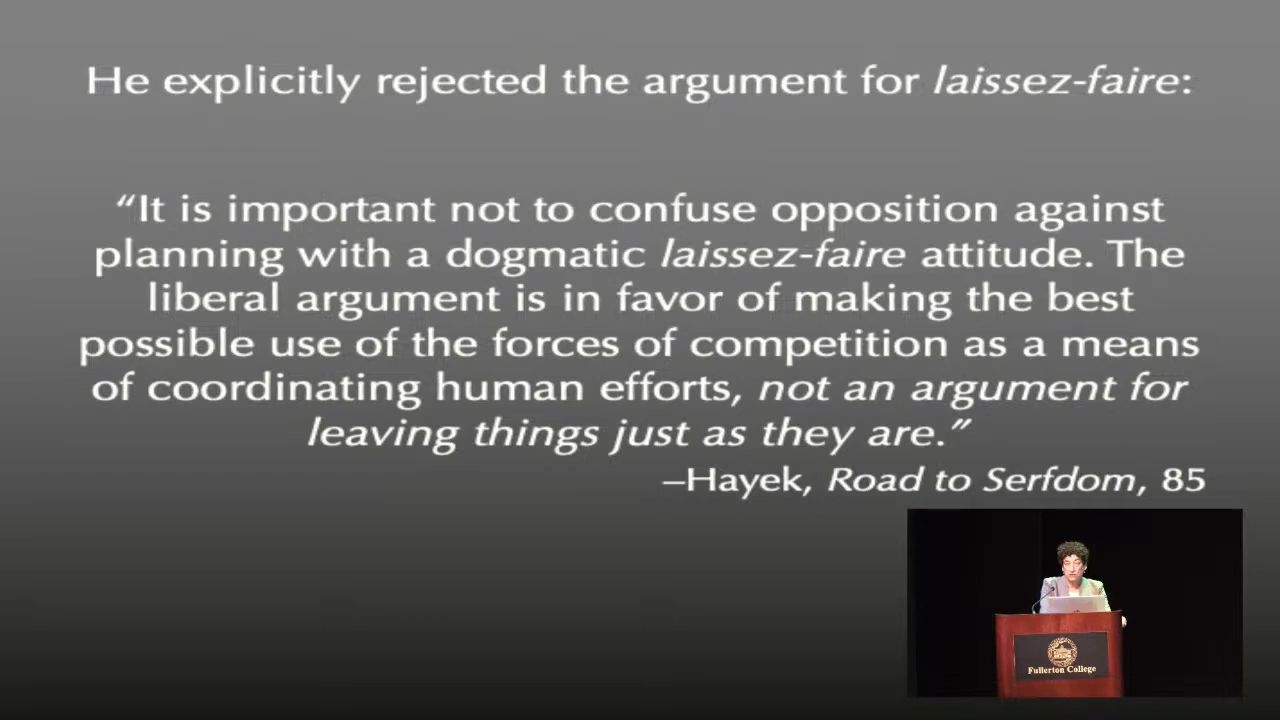 He explicitly rejected the argument for laissez-faire:
“It is important not to confuse opposition against
planning with a dogmatic laissez-faire attitude. The
liberal argument is in favor of making the best
possible use of the forces of competition as a means
of coordinating human efforts, not an argument for
leaving things just as they are.”
–Hayek, Road to Serfdom, 85
Fullerton College